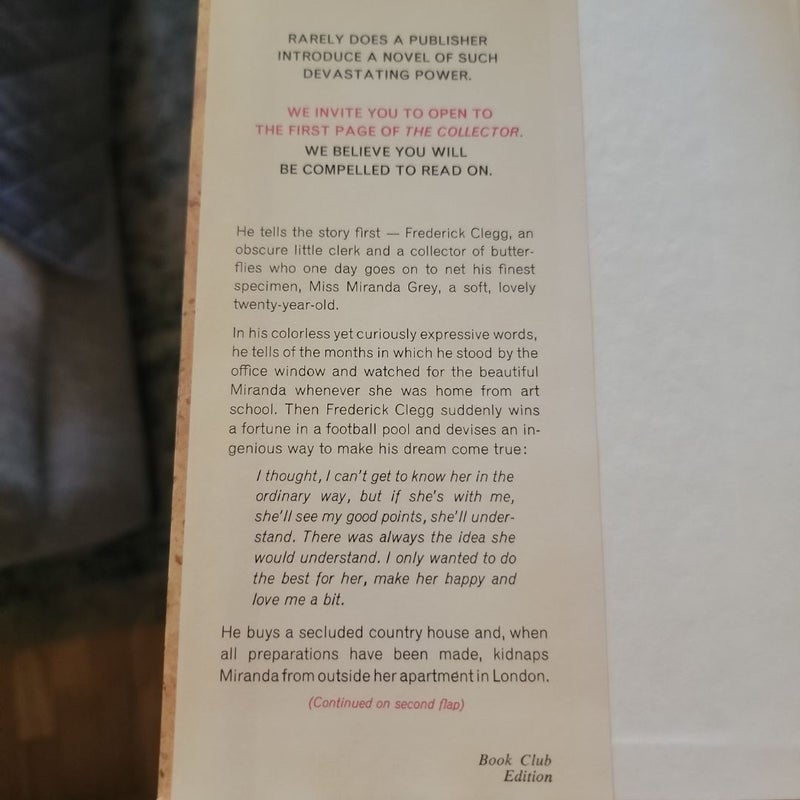 RARELY DOES A PUBLISHER
INTRODUCE A NOVEL OF SUCH
DEVASTATING POWER.
WE INVITE YOU TO OPEN TO
THE FIRST PAGE OF THE COLLECTOR.
WE BELIEVE YOU WILL
BE COMPELLED TO READ ON.
He tells the story first — Frederick Clegg, an
obscure little clerk and a collector of butter-
flies who one day goes on to net his finest
specimen, Miss Miranda Grey, a soft, lovely
twenty-year-old.
In his colorless yet curiously expressive words,
he tells of the months in which he stood by the
office window and watched for the beautiful
Miranda whenever she was home from art
school. Then Frederick Clegg suddenly wins
a fortune in a football pool and devises an in-
genious way to make his dream come true:
I thought, I can't get to know her in the
ordinary way, but if she's with me,
she'll see my good points, she'll under-
stand. There was always the idea she
would understand. I only wanted to do
the best for her, make her happy and
love me a bit.
He buys a secluded country house and, when
all preparations have been made, kidnaps
Miranda from outside her apartment in London.
(Continued on second flap)
Book Club
Edition